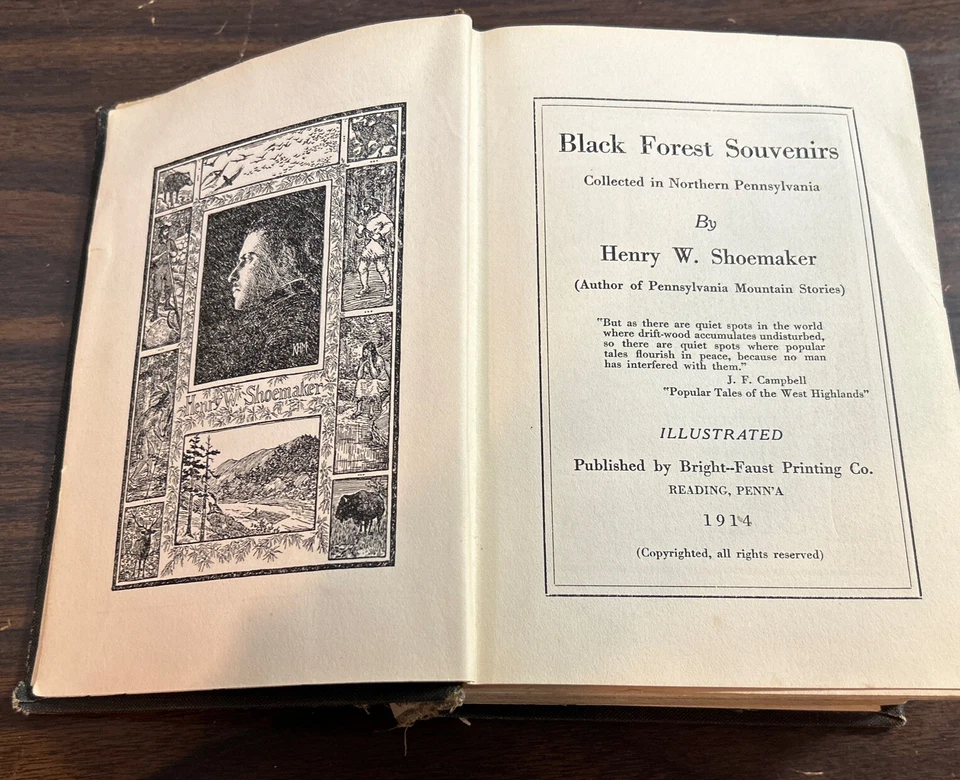 Henry W. Shoemaker
Black Forest Souvenirs
Collected in Northern Pennsylvania
By
Henry W. Shoemaker
(Author of Pennsylvania Mountain Stories)
"But as there are quiet spots in the world
where drift-wood accumulates undisturbed,
so there are quiet spots where popular
tales flourish in peace, because no man
has interfered with them."
J. F. Campbell
"Popular Tales of the West Highlands"
ILLUSTRATED
Published by Bright--Faust Printing Co.
READING, PENN'A
1914
(Copyrighted, all rights reserved)